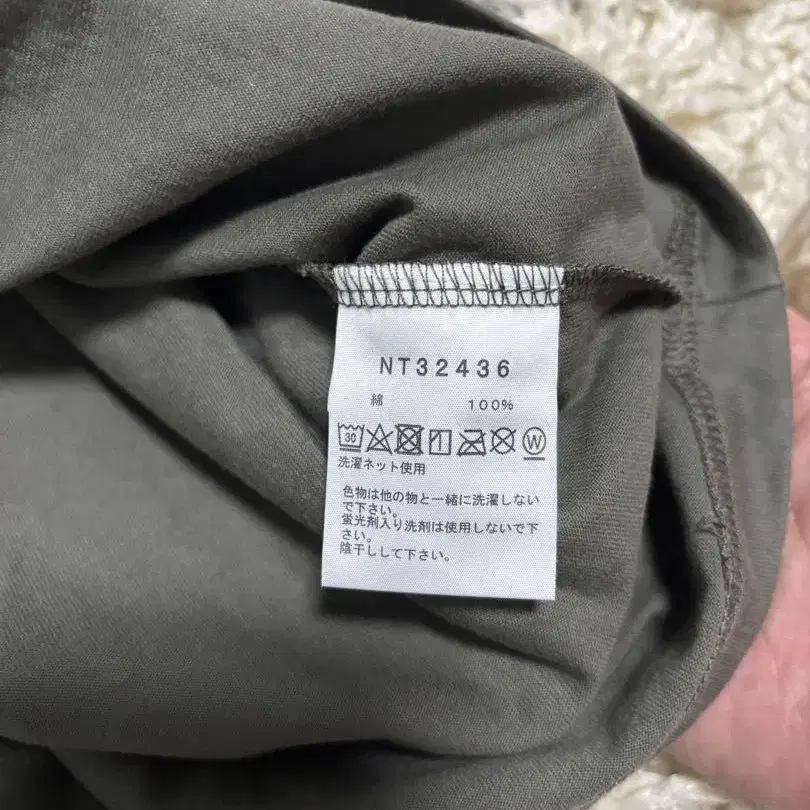 NT32436
綿 100%
30 W
洗濯ネット使用
色物は他の物と一緒に洗濯しない
で下さい。
蛍光剤入り洗剤は使用しないで下
さい。
陰干しして下さい。